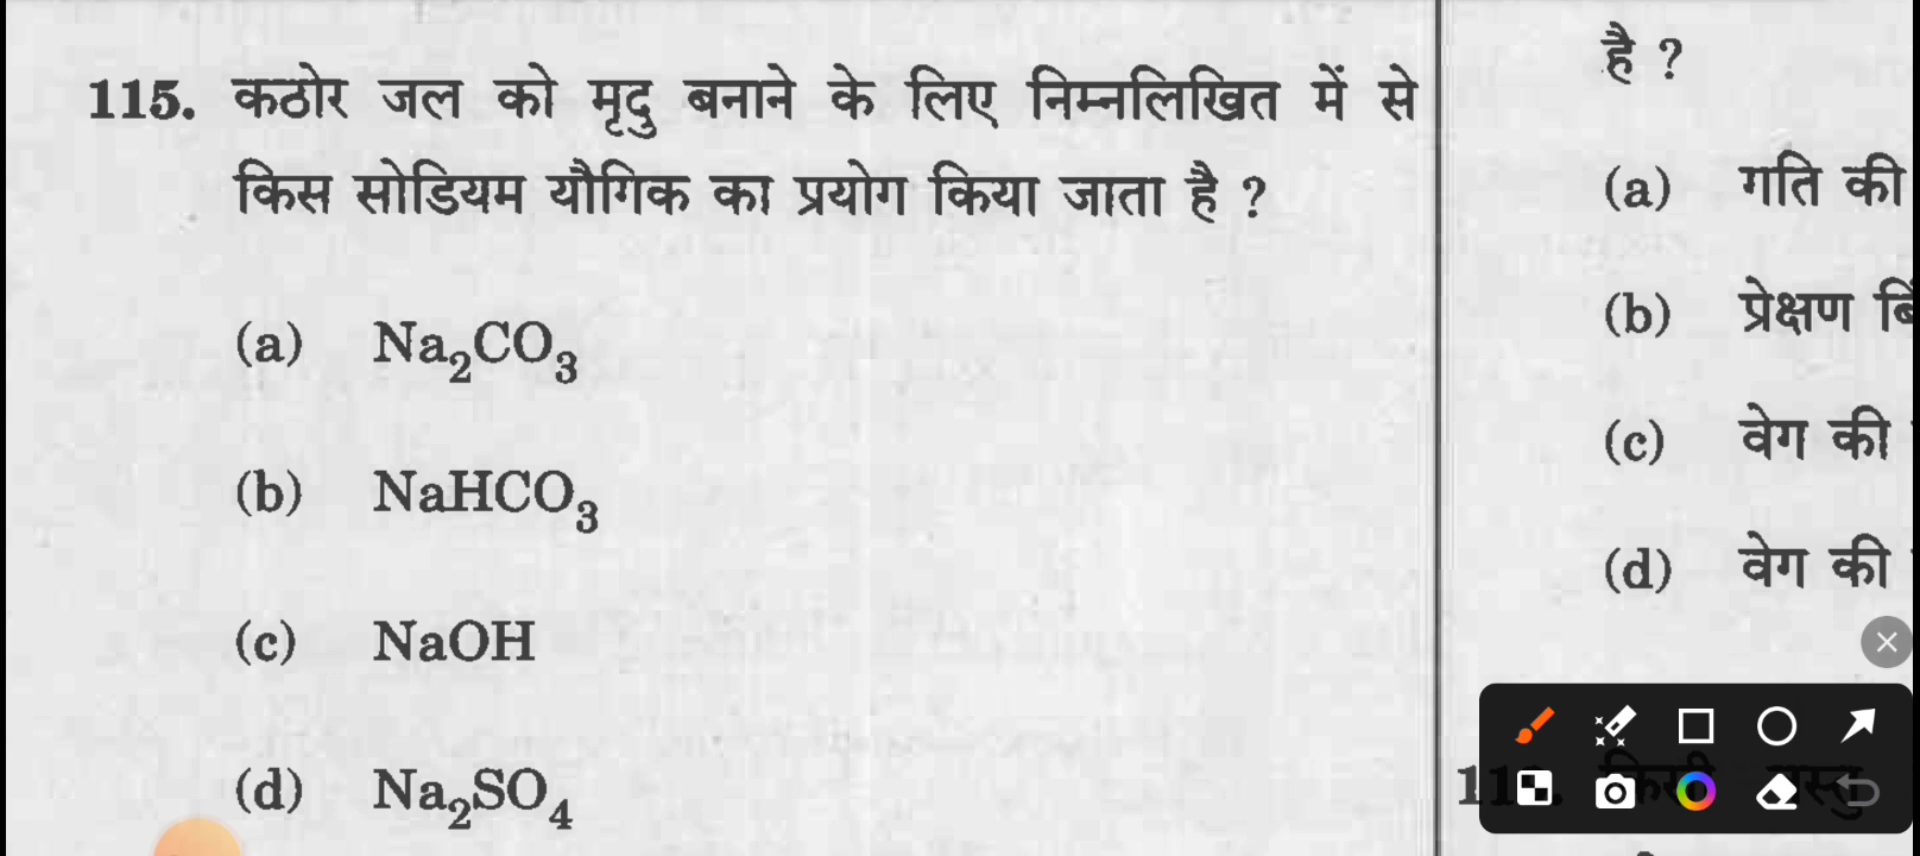 115. कठोर जल को मृदु बनाने के लिए निम्नलिखित में से
किस सोडियम यौगिक का प्रयोग किया जाता है ?
(a) Na₂CO₃
(b) NaHCO₃
(c) NaOH
(d) Na₂SO₄
है ?
(a) गति की
(b) प्रेक्षण
(c) वेग की
(d) वेग की